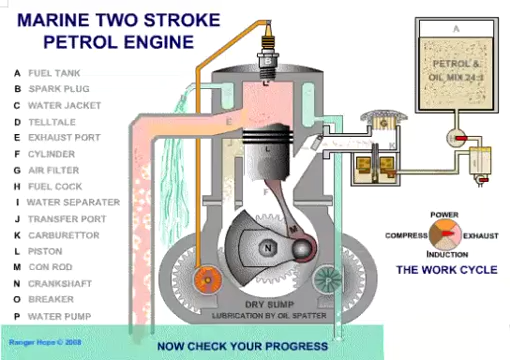 MARINE TWO STROKE
PETROL ENGINE
A FUEL TANK
B SPARK PLUG
C WATER JACKET
D TELLTALE
E EXHAUST PORT
F CYLINDER
G AIR FILTER
H FUEL COCK
I WATER SEPARATER
J TRANSFER PORT
K CARBURETTOR
L PISTON
M CON ROD
N CRANKSHAFT
O BREAKER
P WATER PUMP
A
PETROL &
OIL MIX 24:1
G
K
E
L
F
M
N
DRY SUMP
LUBRICATION BY OIL SPATTER
POWER
COMPRESS
EXHAUST
INDUCTION
THE WORK CYCLE
Ranger Hope © 2008
NOW CHECK YOUR PROGRESS